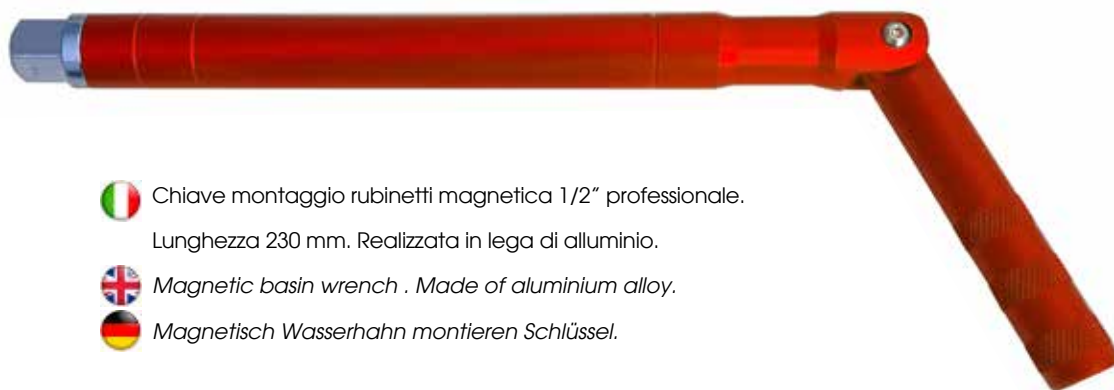 Chiave montaggio rubinetti magnetica 1/2” professionale.
Lunghezza 230 mm. Realizzata in lega di alluminio.
Magnetic basin wrench . Made of aluminium alloy.
Magnetisch Wasserhahn montieren Schlüssel.